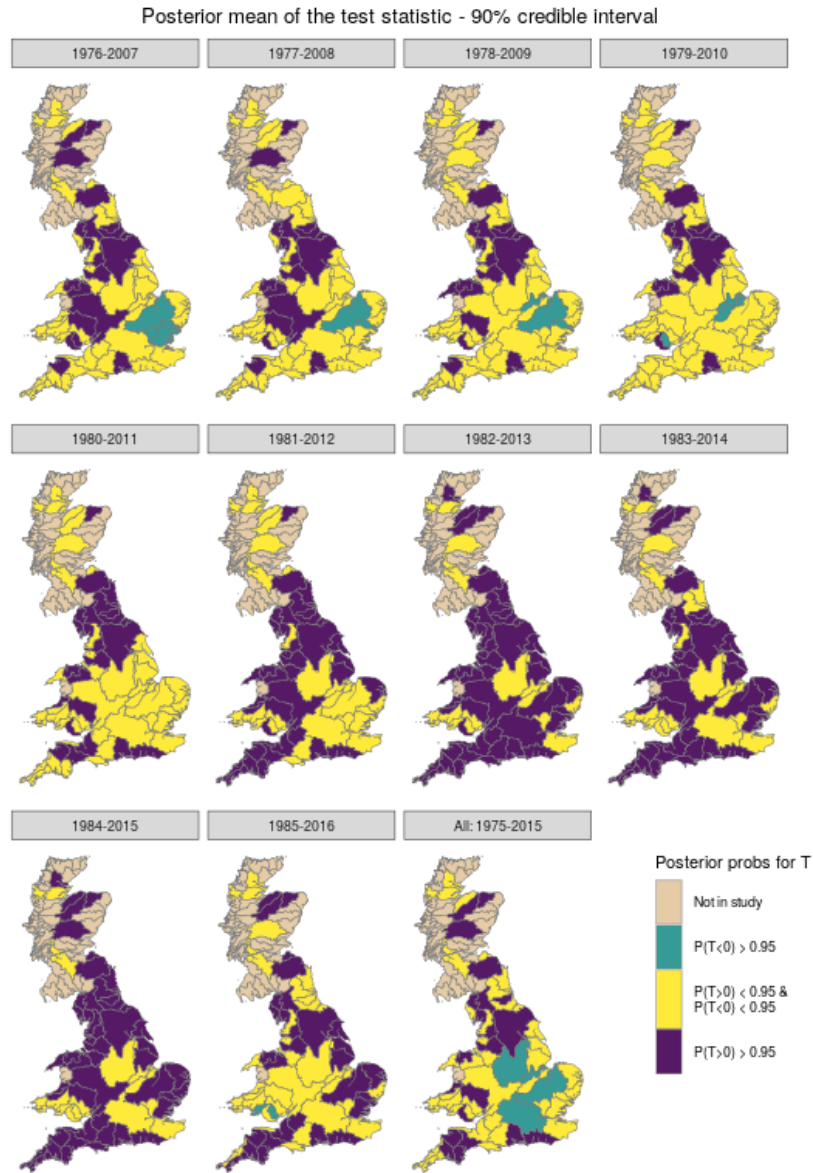 Posterior mean of the test statistic - 90% credible interval
1976-2007
1977-2008
1978-2009
1979-2010
1980-2011
1981-2012
1982-2013
1983-2014
1984-2015
1985-2016
All: 1975-2015
Posterior probs for T
Not in study
P(T<0) > 0.95
P(T>0) < 0.95 &
P(T<0) < 0.95
P(T>0) > 0.95